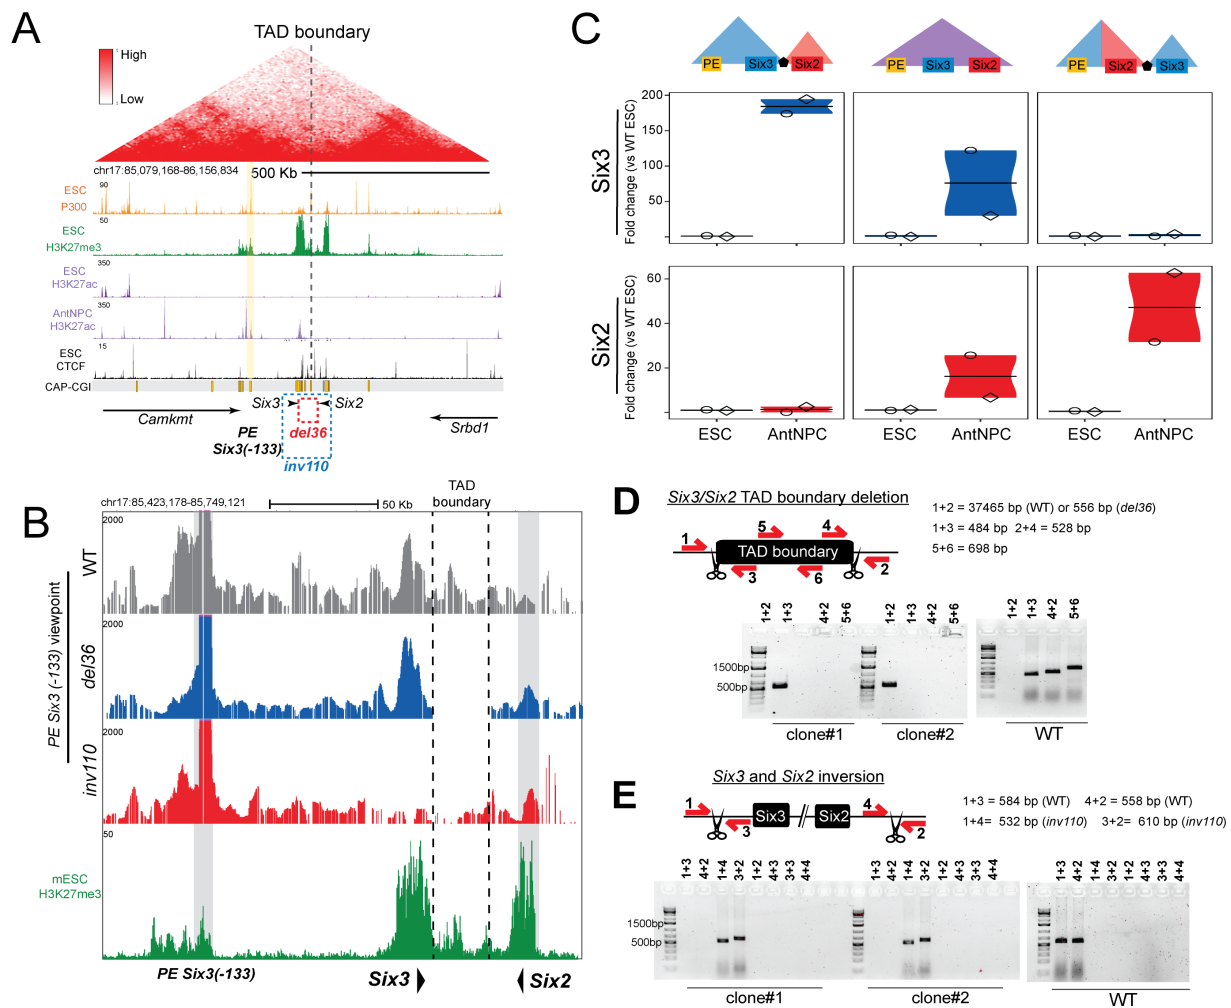 A
TAD boundary
High
Low
chr17:85,079,168-86,156,834
500 Kb
ESC
P300
90
ESC
H3K27me3
50
ESC
H3K27ac
350
AntNPC
H3K27ac
350
ESC
CTCF
15
CAP-CGI
Six3
Six2
Camkmt
Srbd1
PE
Six3(-133)
del36
inv110
B
chr17:85,423,178-85,749,121
50 Kb
TAD
boundary
PE Six3 (-133) viewpoint
WT
2000
del36
2000
inv110
2000
mESC
H3K27me3
50
PE Six3(-133)
Six3
Six2
C
PE Six3 Six2
PE Six3 Six2
PE Six2 Six3
Six3
Fold change (vs WT ESC)
200
150
100
50
Six2
Fold change (vs WT ESC)
60
40
20
ESC AntNPC
ESC AntNPC
ESC AntNPC
D
Six3/Six2 TAD boundary deletion
1+2 = 37465 bp (WT) or 556 bp (del36)
1+3 = 484 bp 2+4 = 528 bp
5+6 = 698 bp
1 5 4
TAD boundary
3 6 2
1+2 1+3 4+2 5+6
1+2 1+3 4+2 5+6
1+2 1+3 4+2 5+6
1500bp
500bp
clone#1
clone#2
WT
E
Six3 and Six2 inversion
1+3 = 584 bp (WT) 4+2 = 558 bp (WT)
1+4= 532 bp (inv110) 3+2= 610 bp (inv110)
1 4
Six3 Six2
3 2
1+3 4+2 1+4 3+2 1+2 4+3 3+3 4+4
1+3 4+2 1+4 3+2 1+2 4+3 3+3 4+4
1+3 4+2 1+4 3+2 1+2 4+3 3+3 4+4
1500bp
500bp
clone#1
clone#2
WT